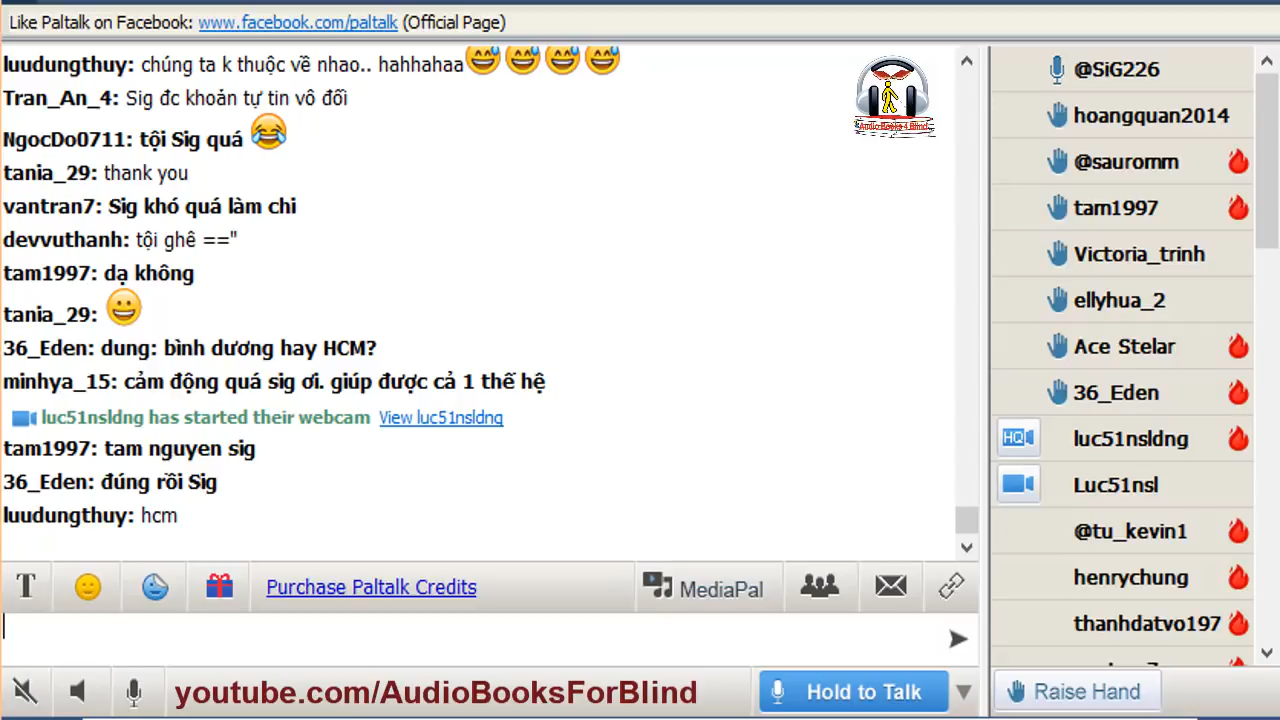 Like Paltalk on Facebook: www.facebook.com/paltalk (Official Page)
luudungthuy: chúng ta k thuộc về nhao.. hahhahaa
Tran_An_4: Sig đc khoản tự tin vô đối
NgocDo0711: tội Sig quá
tania_29: thank you
vantran7: Sig khó quá làm chi
devvuthanh: tội ghê =="
tam1997: dạ không
tania_29:
36_Eden: dung: bình dương hay HCM?
minhya_15: cảm động quá sig ơi. giúp được cả 1 thế hệ
luc51nsldng has started their webcam View luc51nsldng
tam1997: tam nguyen sig
36_Eden: đúng rồi Sig
luudungthuy: hcm
Audio Books 4 Blind
@SiG226
hoangquan2014
@sauromm
tam1997
Victoria_trinh
ellyhua_2
Ace Stelar
36_Eden
HQ luc51nsldng
Luc51nsl
@tu_kevin1
henrychung
thanhdatvo197
T Purchase Paltalk Credits MediaPal
youtube.com/AudioBooksForBlind Hold to Talk Raise Hand